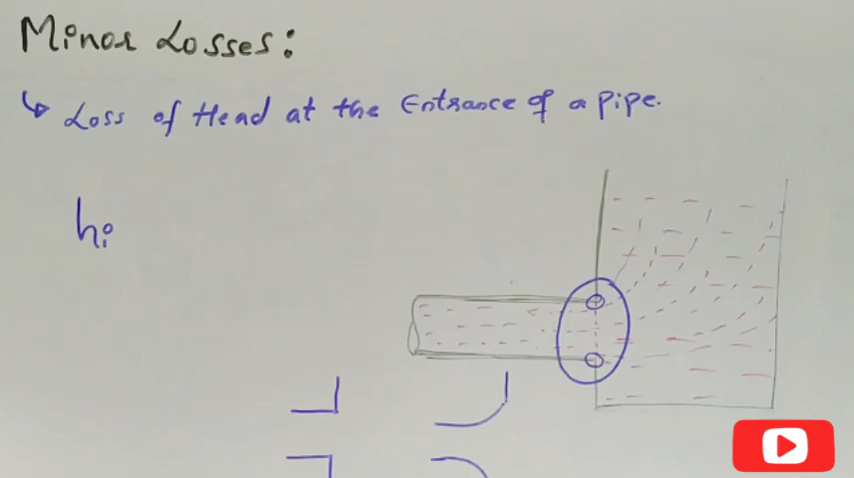 Minor Losses:
↳ Loss of Head at the Entrance of a pipe.
hi